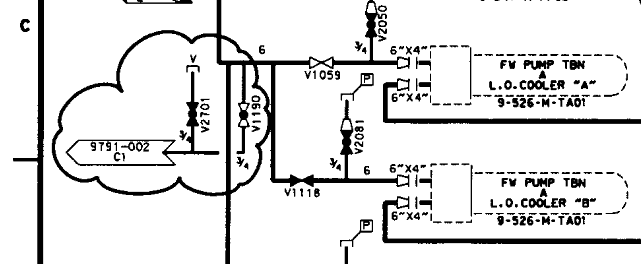 C
V2050
3/4
6
V1059
6"X4"
6"X4"
FW PUMP TBN
A
L.O.COOLER "A"
9-526-M-TA01
P
V
V2701
3/4
V1190
3/4
9791-002
C1
V2081
3/4
6
V1118
6"X4"
6"X4"
FW PUMP TBN
A
L.O.COOLER "B"
9-526-M-TA01
P